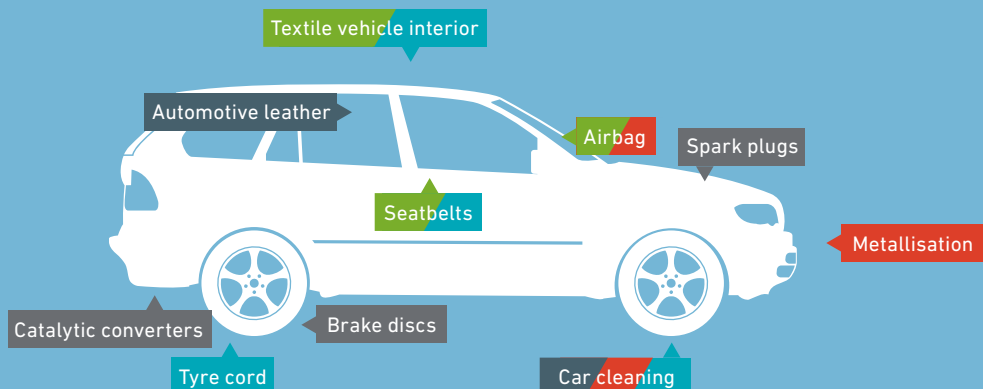 Textile vehicle interior
Automotive leather
Airbag
Spark plugs
Seatbelts
Metallisation
Catalytic converters
Brake discs
Tyre cord
Car cleaning